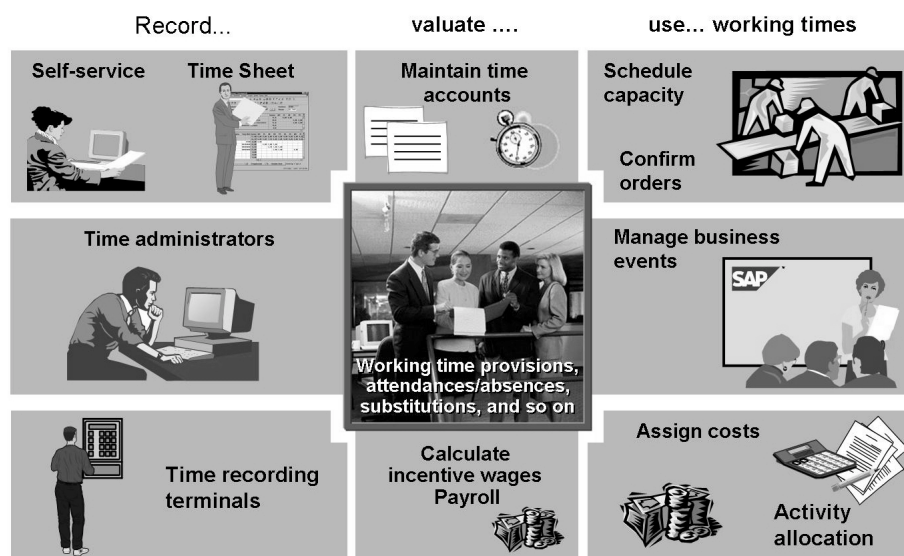 Record...
valuate ....
use... working times
Self-service
Time Sheet
Maintain time
accounts
Schedule
capacity
Confirm
orders
Time administrators
Working time provisions,
attendances/absences,
substitutions, and so on
Manage business
events
SAP
Time recording
terminals
Calculate
incentive wages
Payroll
Assign costs
Activity
allocation